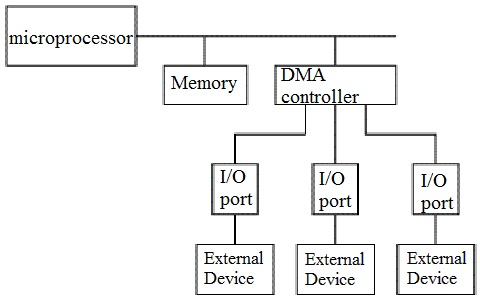 microprocessor
Memory
DMA
controller
I/O
port
I/O
port
I/O
port
External
Device
External
Device
External
Device